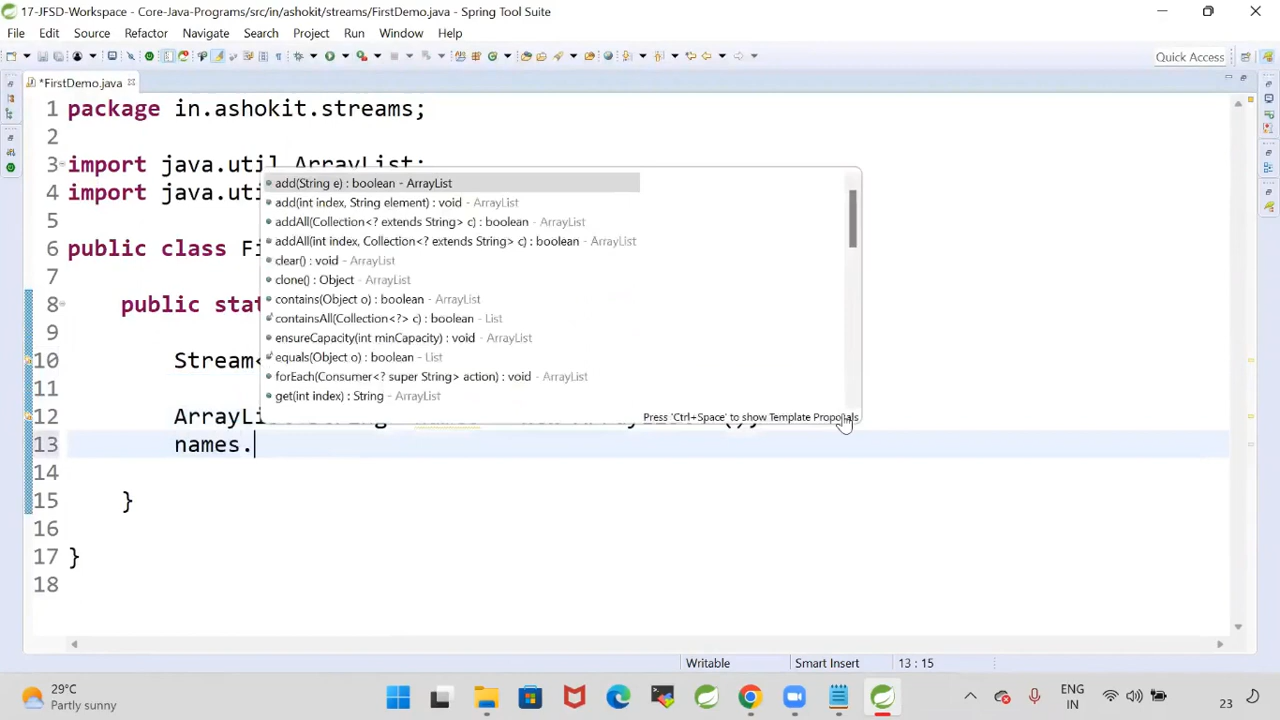 17-JFSD-Workspace - Core-Java-Programs/src/in/ashokit/streams/FirstDemo.java - Spring Tool Suite
File Edit Source Refactor Navigate Search Project Run Window Help
Quick Access
*FirstDemo.java
1 package in.ashokit.streams;
2
3 import java.util ArrayList;
4 import java.uti
5
6 public class Fi
7
8 public stat
9
10 Stream<
11
12 ArrayLi
13 names.
14
15 }
16
17 }
18
add(String e) : boolean - ArrayList
add(int index, String element) : void - ArrayList
addAll(Collection<? extends String> c) : boolean - ArrayList
addAll(int index, Collection<? extends String> c) : boolean - ArrayList
clear() : void - ArrayList
clone() : Object - ArrayList
contains(Object o) : boolean - ArrayList
containsAll(Collection<?> c) : boolean - List
ensureCapacity(int minCapacity) : void - ArrayList
equals(Object o) : boolean - List
forEach(Consumer<? super String> action) : void - ArrayList
get(int index) : String - ArrayList
Press 'Ctrl+Space' to show Template Proposals
Writable Smart Insert 13 : 15
29°C
Partly sunny
ENG
IN
23